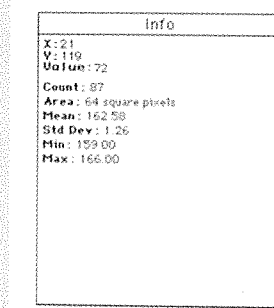 Info
X: 21
Y: 119
Value: 72
Count: 87
Area: 64 square pixels
Mean: 162.58
Std Dev: 1.26
Min: 159.00
Max: 166.00